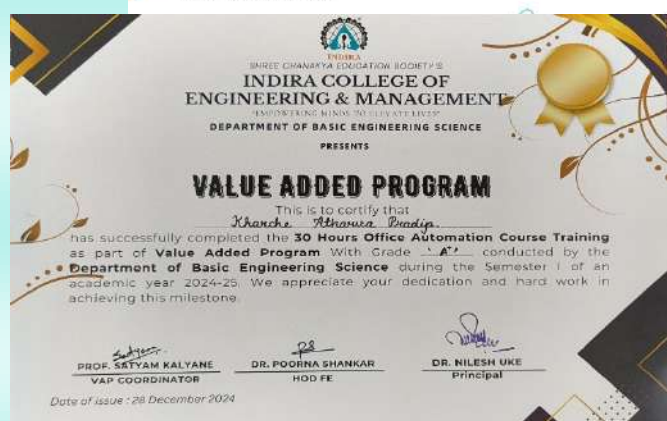 INDIRA
SHREE CHANAKYA EDUCATION SOCIETY'S
INDIRA COLLEGE OF
ENGINEERING & MANAGEMENT
"EMPOWERING MINDS TO ELEVATE LIVES"
DEPARTMENT OF BASIC ENGINEERING SCIENCE
PRESENTS
VALUE ADDED PROGRAM
This is to certify that
Kharche Atharva Pradip.
has successfully completed the 30 Hours Office Automation Course Training
as part of Value Added Program With Grade 'A' conducted by the
Department of Basic Engineering Science during the Semester I of an
academic year 2024-25. We appreciate your dedication and hard work in
achieving this milestone.
PROF. SATYAM KALYANE
VAP COORDINATOR
DR. POORNA SHANKAR
HOD FE
DR. NILESH UKE
Principal
Date of issue : 28 December 2024